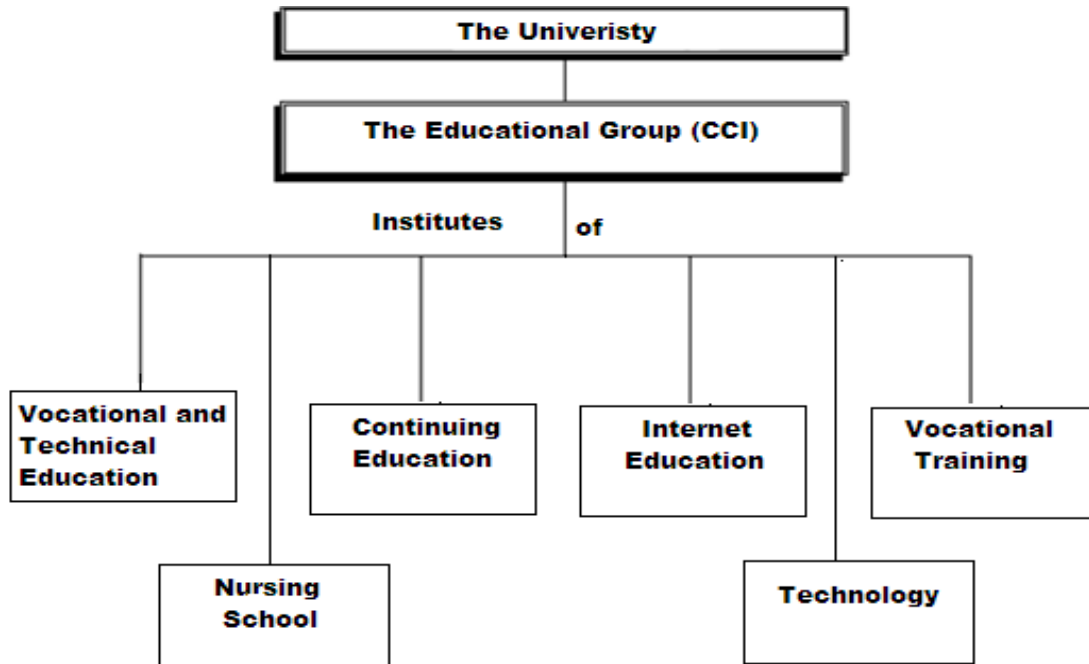 The Univeristy
The Educational Group (CCI)
Institutes of
Vocational and
Technical
Education
Continuing
Education
Internet
Education
Vocational
Training
Nursing
School
Technology